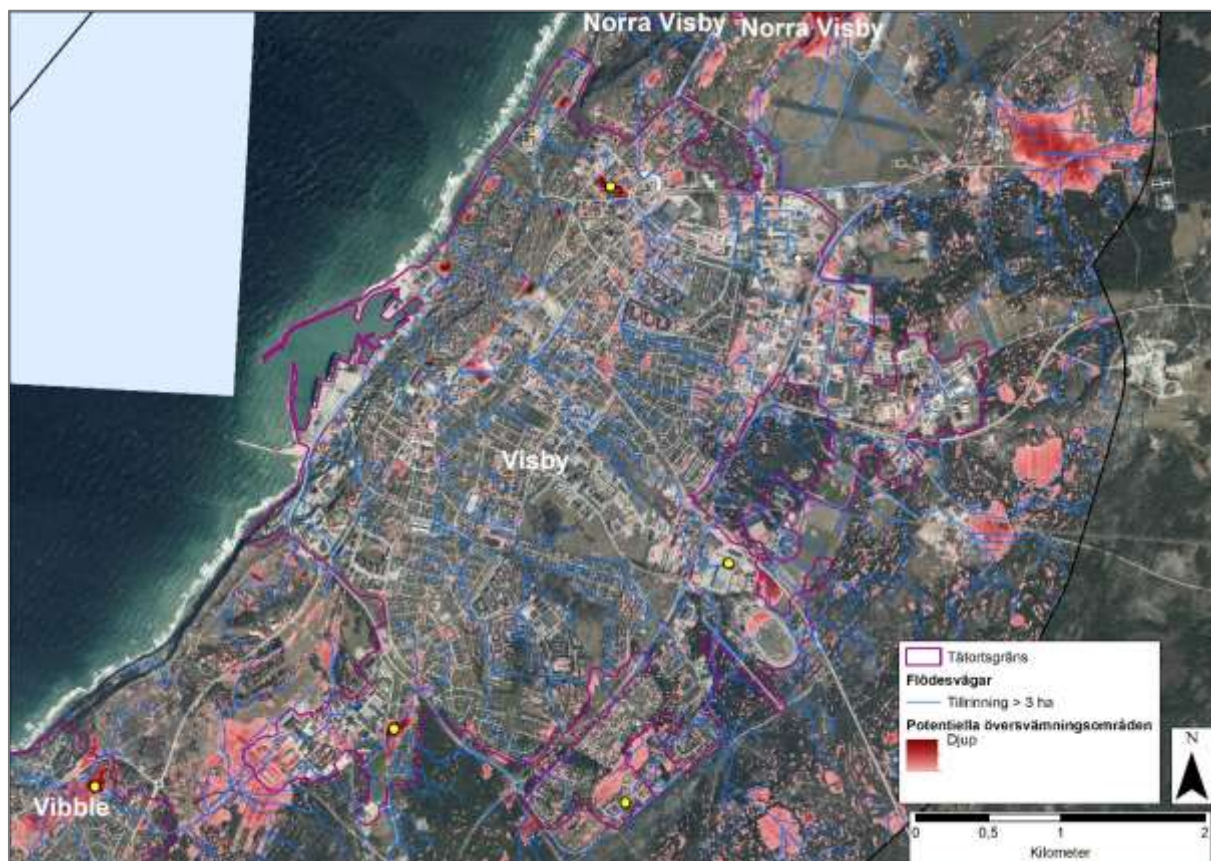 Norra Visby Norra Visby
Visby
Vibble
Tätortsgräns
Flödesvägar
Tillrinning > 3 ha
Potentiella översvämningsområden
Djup
N
0 0,5 1 2
Kilometer